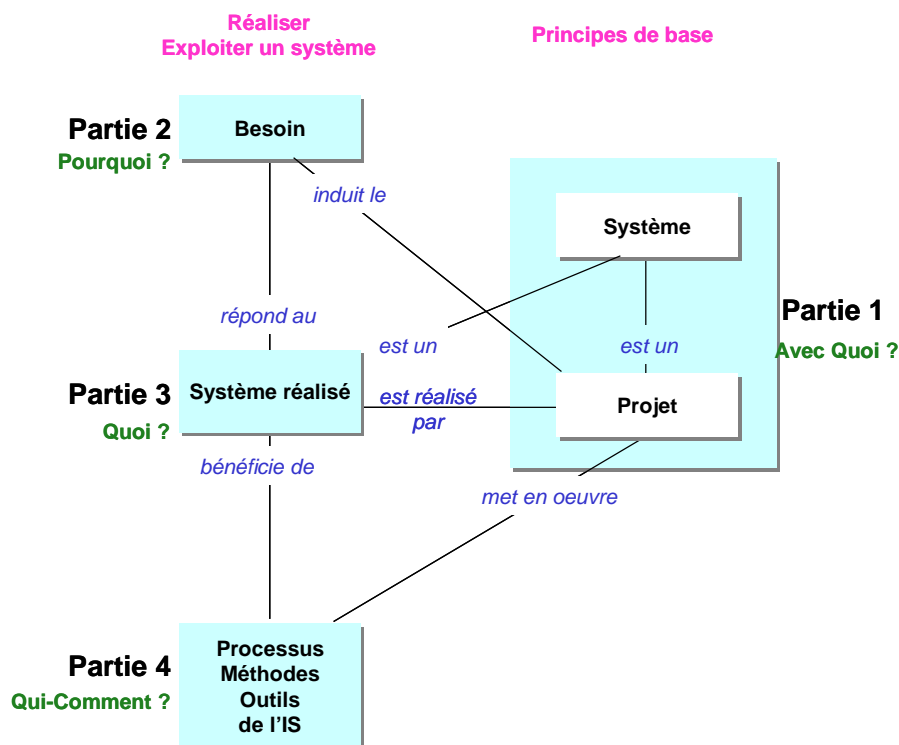 Réaliser
Exploiter un système
Principes de base
Partie 2
Pourquoi ?
Besoin
induit le
Système
répond au
est un
est un
Partie 1
Avec Quoi ?
Partie 3
Quoi ?
Système réalisé
est réalisé
par
Projet
bénéficie de
met en oeuvre
Partie 4
Qui-Comment ?
Processus
Méthodes
Outils
de l'IS